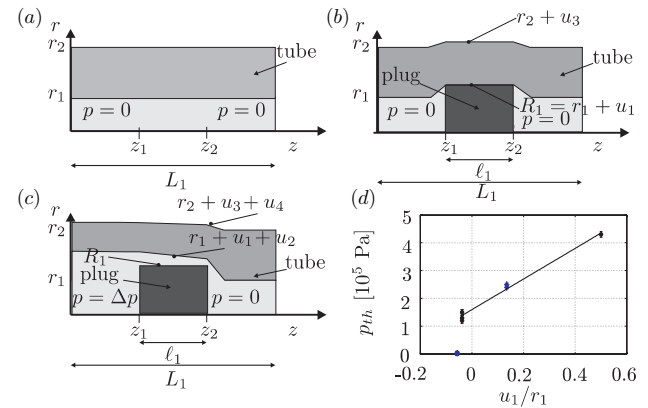 (a)
r
r₂
r₁
tube
p = 0
p = 0
z₁
z₂
z
L₁
(b)
r₂ + u₃
r
r₂
r₁
plug
tube
R₁ = r₁ + u₁
p = 0
p = 0
z₁
z₂
z
ℓ₁
L₁
(c)
r₂ + u₃ + u₄
r
r₂
r₁ + u₁ + u₂
R₁
r₁
plug
tube
p = Δp
p = 0
z₁
z₂
z
ℓ₁
L₁
(d)
5
4
3
2
1
0
p_th [10⁵ Pa]
-0.2
0
0.2
0.4
0.6
u₁/r₁